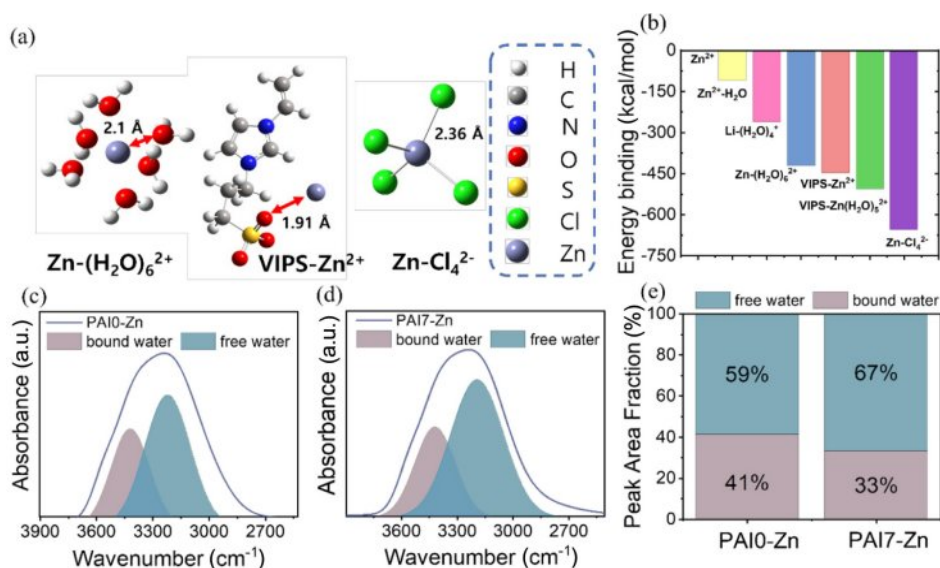 (a)
2.1 Å
Zn-(H₂O)₆²⁺
1.91 Å
VIPS-Zn²⁺
2.36 Å
Zn-Cl₄²⁻
H
C
N
O
S
Cl
Zn
(b)
Energy binding (kcal/mol)
0
-150
-300
-450
-600
-750
Zn²⁺
Zn²⁺-H₂O
Li-(H₂O)₄⁺
Zn-(H₂O)₆²⁺
VIPS-Zn²⁺
VIPS-Zn(H₂O)₅²⁺
Zn-Cl₄²⁻
(c)
Absorbance (a.u.)
PAI0-Zn
bound water
free water
3900 3600 3300 3000 2700
Wavenumber (cm⁻¹)
(d)
Absorbance (a.u.)
PAI7-Zn
bound water
free water
3600 3300 3000 2700
Wavenumber (cm⁻¹)
(e)
free water
bound water
Peak Area Fraction (%)
100
80
60
40
20
0
59%
67%
41%
33%
PAI0-Zn PAI7-Zn